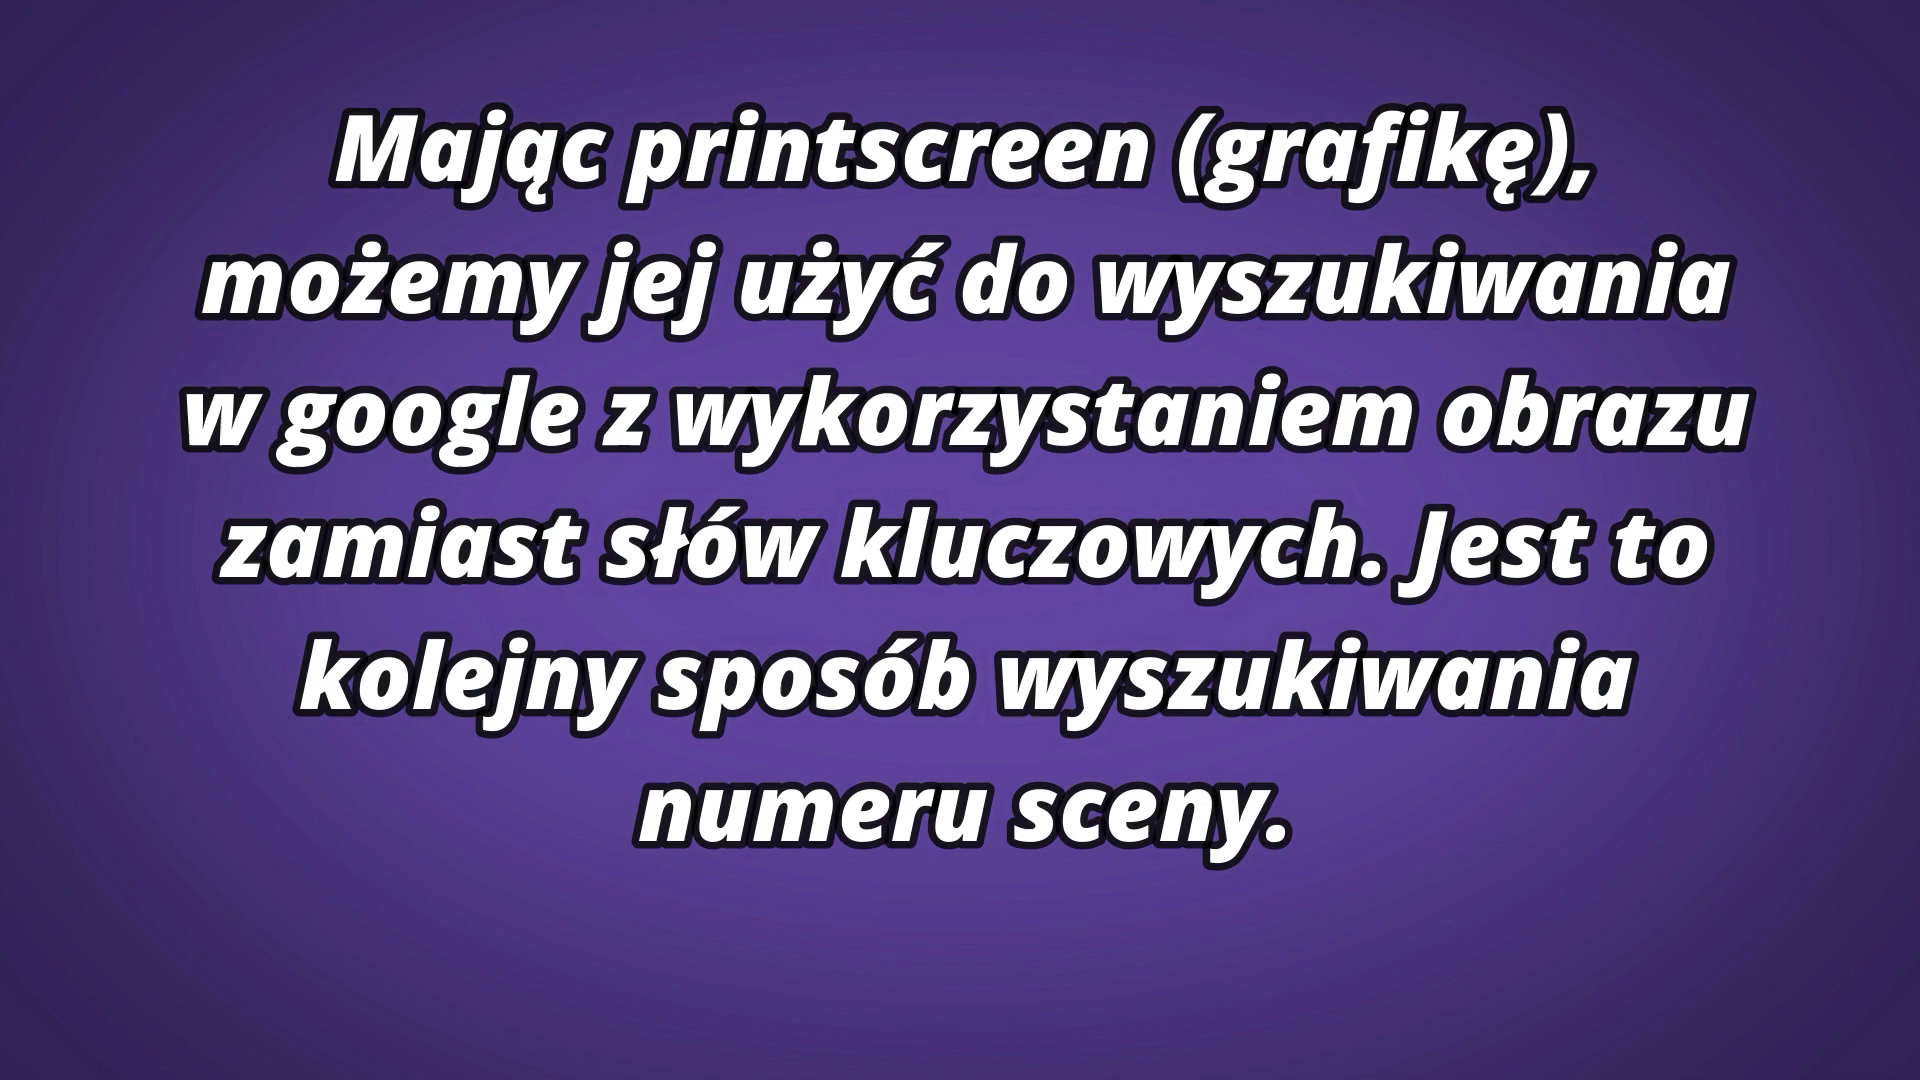 Mając printscreen (grafikę),
możemy jej użyć do wyszukiwania
w google z wykorzystaniem obrazu
zamiast słów kluczowych. Jest to
kolejny sposób wyszukiwania
numeru sceny.